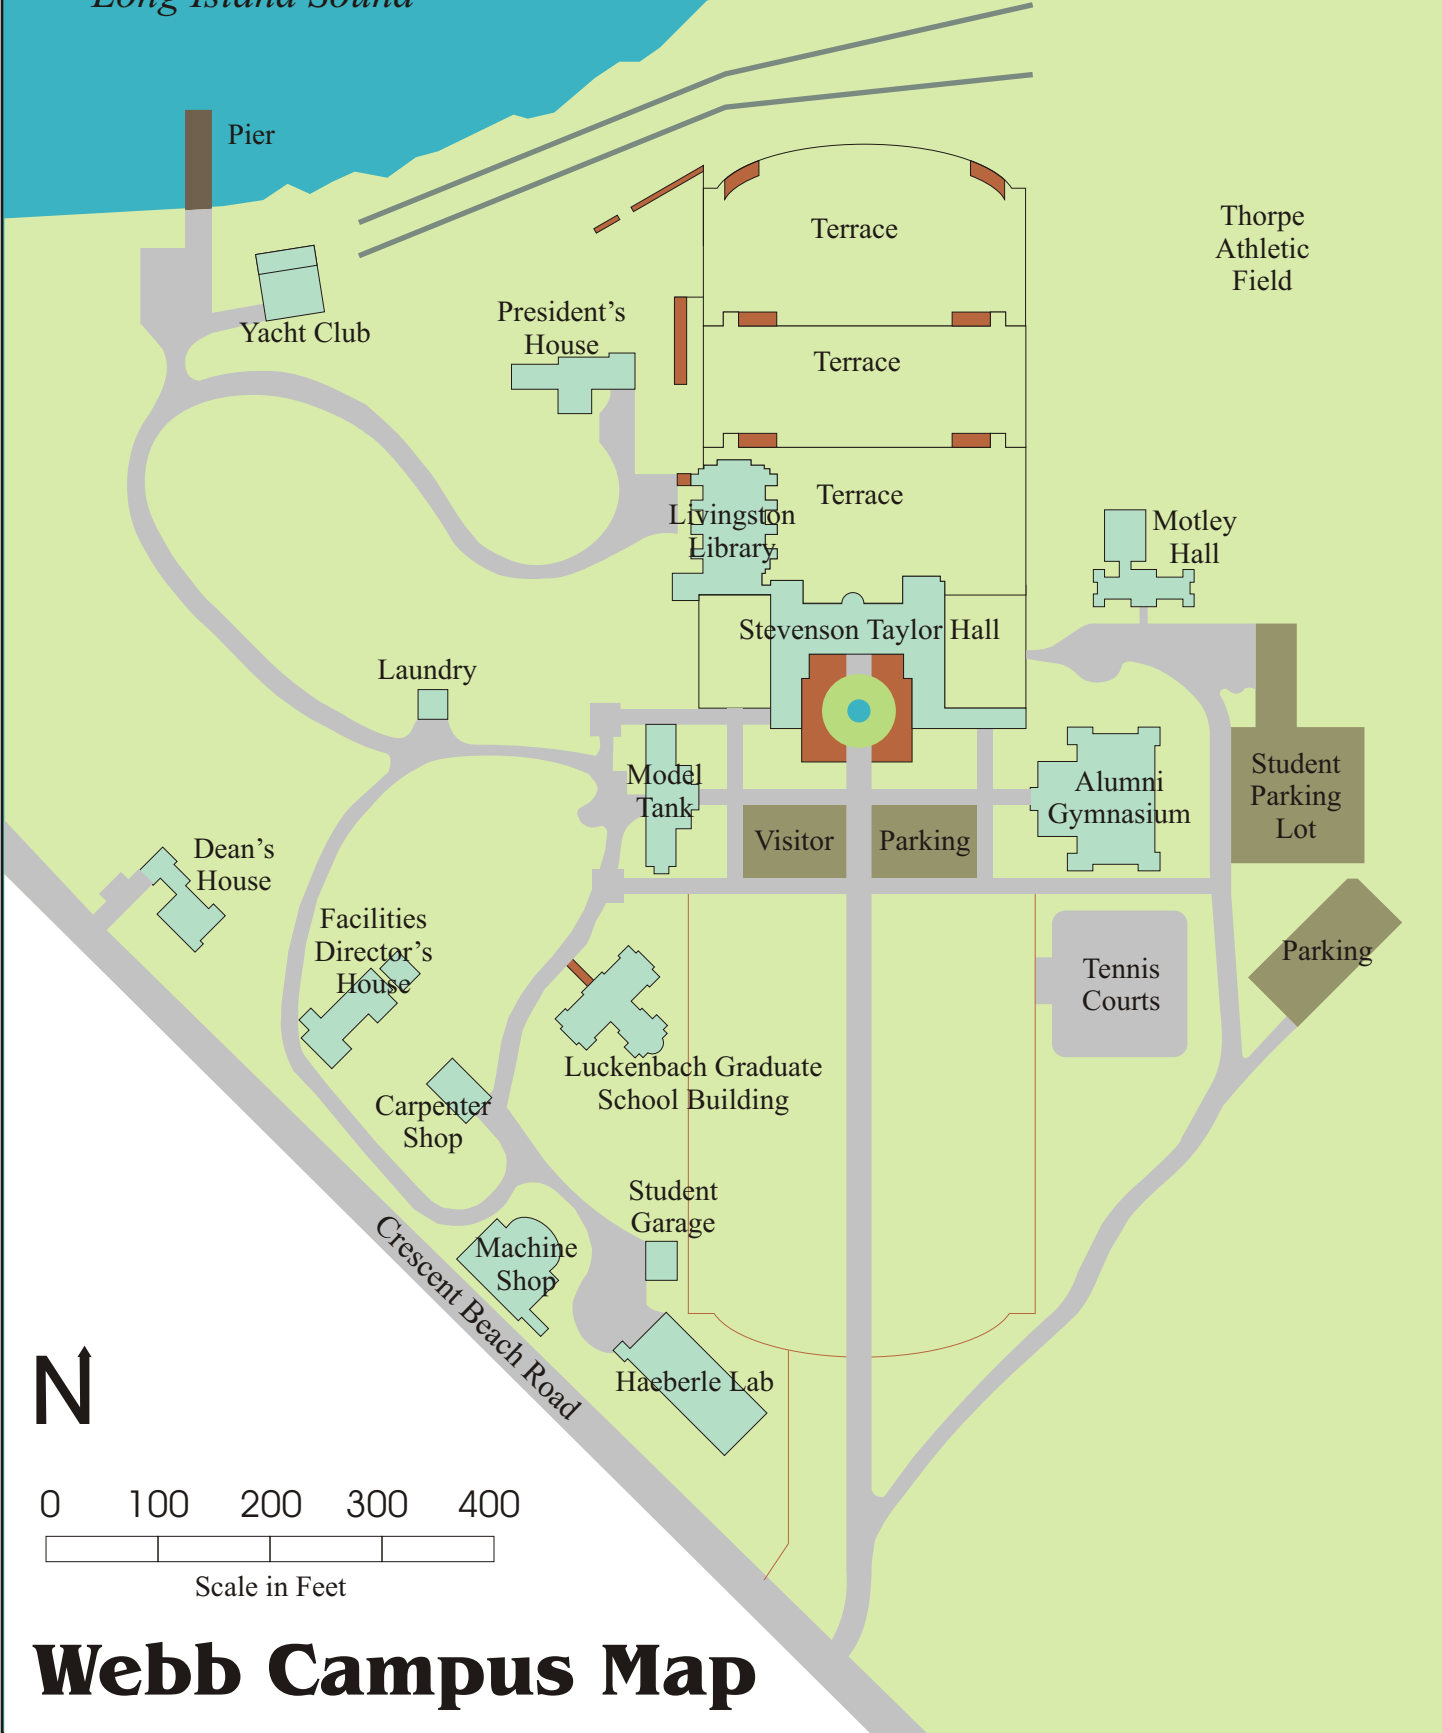 Long Island Sound
Pier
Yacht Club
President's
House
Terrace
Terrace
Terrace
Thorpe
Athletic
Field
Livingston
Library
Motley
Hall
Stevenson Taylor Hall
Laundry
Model
Tank
Visitor
Parking
Alumni
Gymnasium
Student
Parking
Lot
Dean's
House
Facilities
Director's
House
Parking
Tennis
Courts
Luckenbach Graduate
School Building
Carpenter
Shop
Student
Garage
Machine
Shop
Crescent Beach Road
Haeberle Lab
N
0 100 200 300 400
Scale in Feet
Webb Campus Map